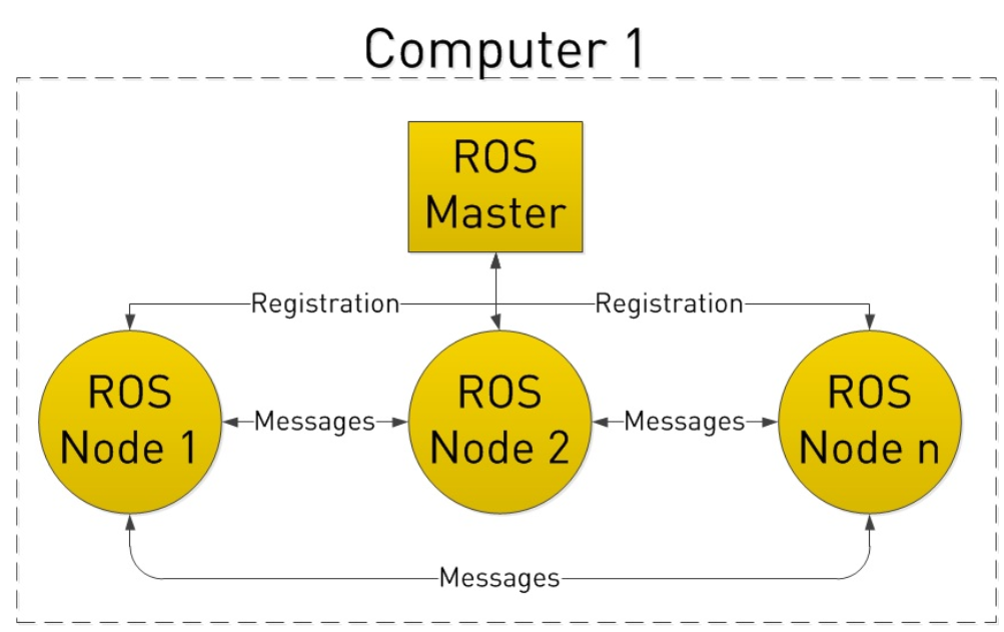 Computer 1
ROS
Master
Registration
Registration
ROS
Node 1
Messages
ROS
Node 2
Messages
ROS
Node n
Messages